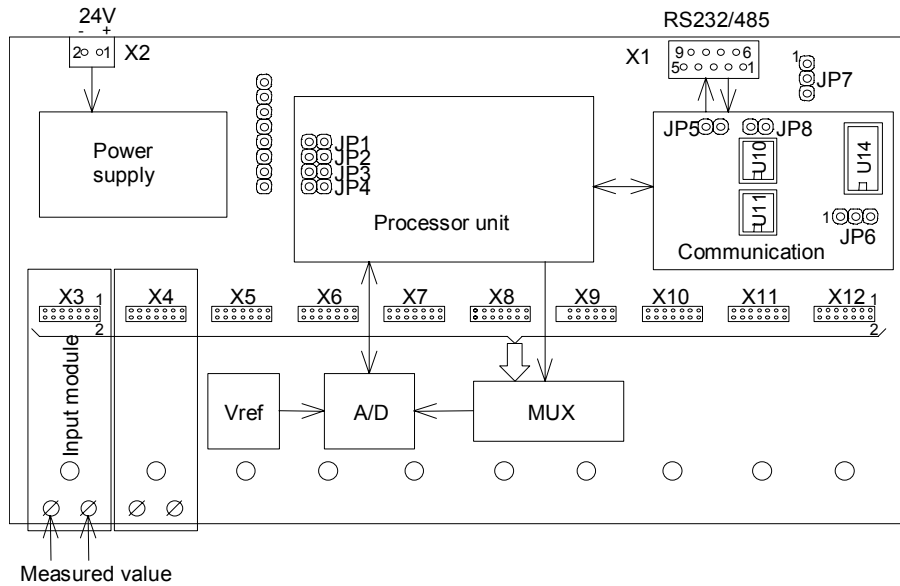 24V
- +
2 1 X2
RS232/485
X1 9 6
5 1
1
JP7
JP5 JP8
U10
U14
U11
1
JP6
Communication
Power
supply
JP1
JP2
JP3
JP4
Processor unit
X3 1 X4 X5 X6 X7 X8 X9 X10 X11 X12 1
2 2
Input module
Vref A/D MUX
Measured value